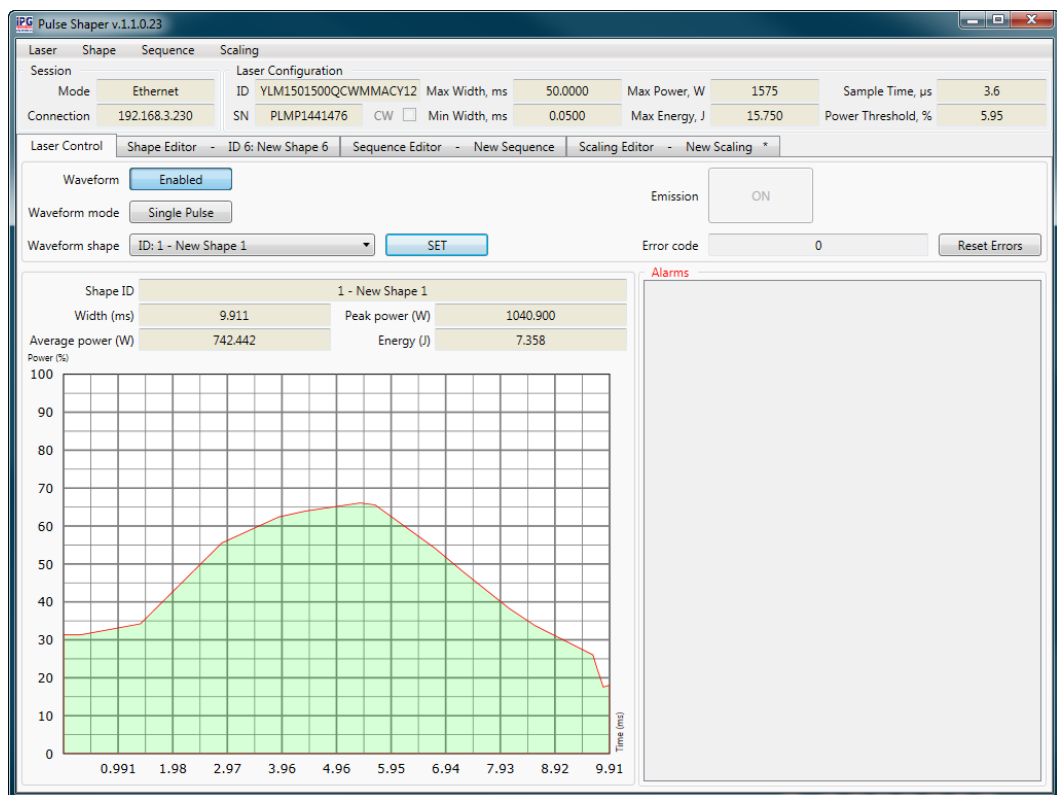 IPG Pulse Shaper v.1.1.0.23
Laser Shape Sequence Scaling
Session Laser Configuration
Mode Ethernet ID YLM1501500QCWMMACY12 Max Width, ms 50.0000 Max Power, W 1575 Sample Time, µs 3.6
Connection 192.168.3.230 SN PLMP1441476 CW Min Width, ms 0.0500 Max Energy, J 15.750 Power Threshold, % 5.95
Laser Control Shape Editor - ID 6: New Shape 6 Sequence Editor - New Sequence Scaling Editor - New Scaling *
Waveform Enabled
Emission ON
Waveform mode Single Pulse
Waveform shape ID: 1 - New Shape 1 SET Error code 0 Reset Errors
Alarms
Shape ID 1 - New Shape 1
Width (ms) 9.911 Peak power (W) 1040.900
Average power (W) 742.442 Energy (J) 7.358
Power (%)
100
90
80
70
60
50
40
30
20
10
0
Time (ms)
0.991 1.98 2.97 3.96 4.96 5.95 6.94 7.93 8.92 9.91